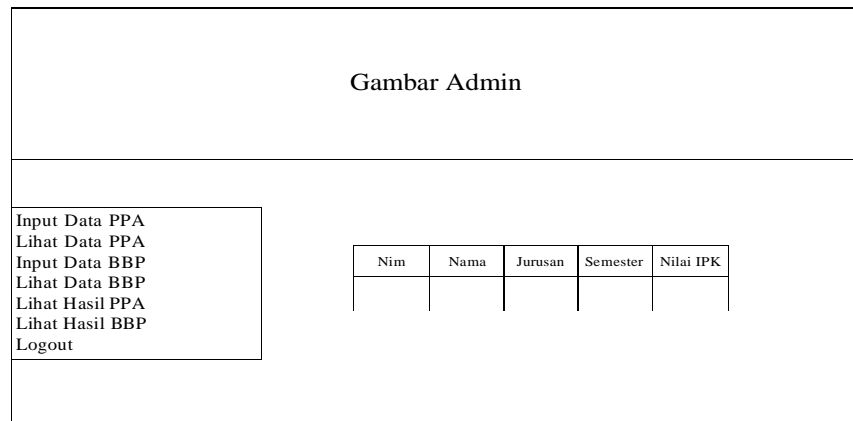 Gambar Admin
Input Data PPA
Lihat Data PPA
Input Data BBP
Lihat Data BBP
Lihat Hasil PPA
Lihat Hasil BBP
Logout
Nim Nama Jurusan Semester Nilai IPK